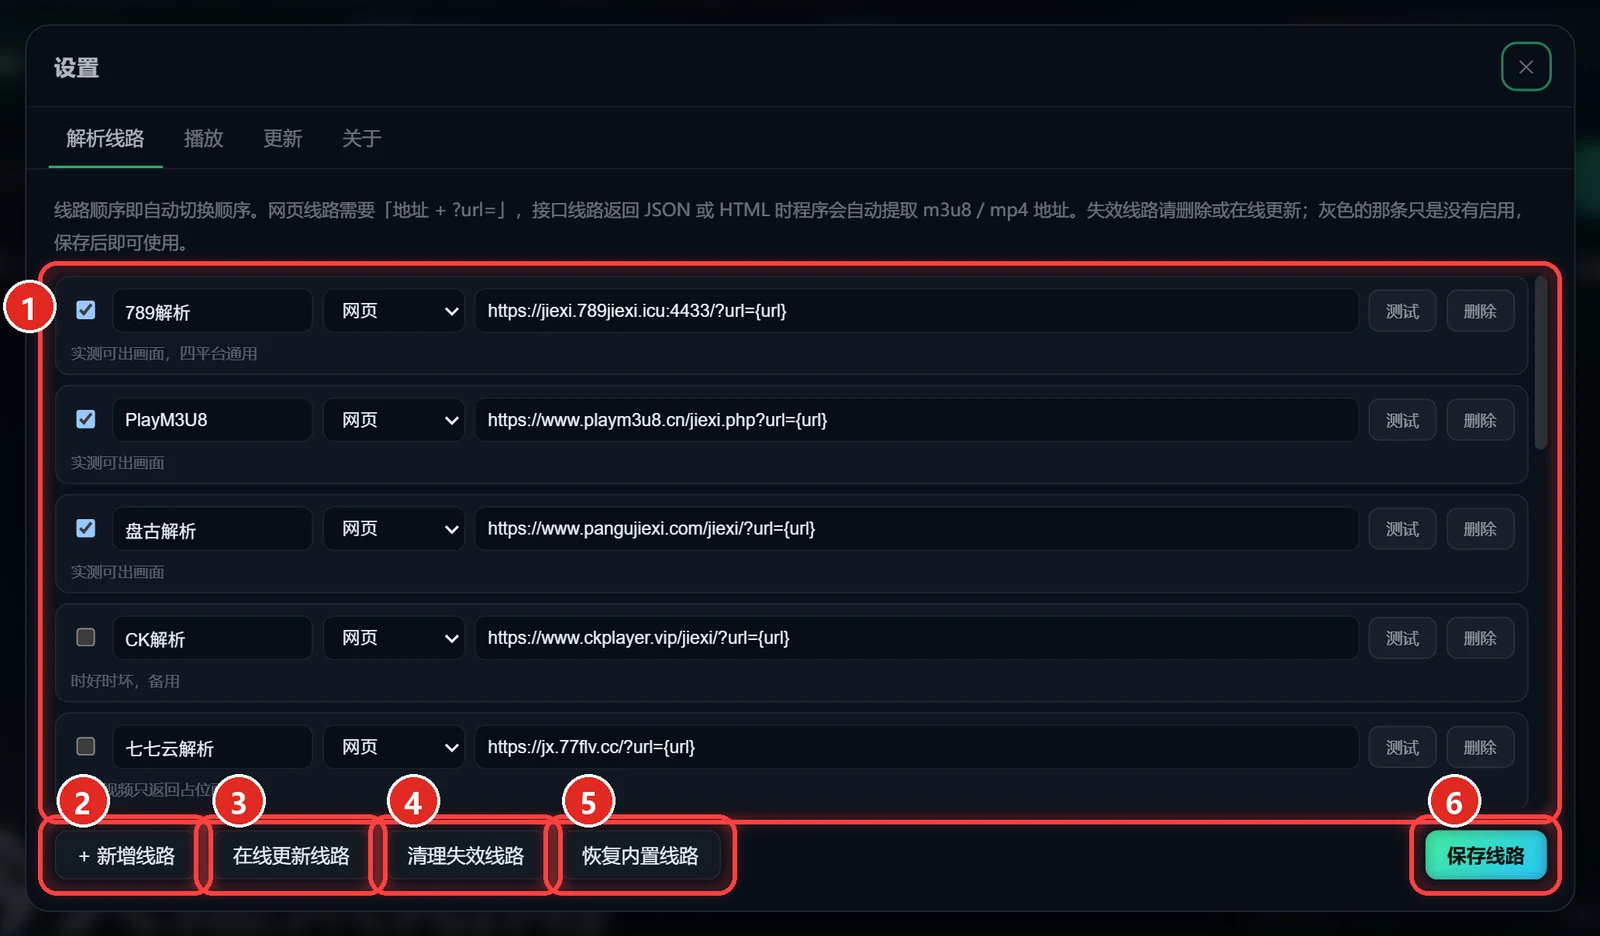 设置
解析线路 播放 更新 关于
线路顺序即自动切换顺序。网页线路需要「地址 + ?url=」，接口线路返回 JSON 或 HTML 时程序会自动提取 m3u8 / mp4 地址。失效线路请删除或在线更新；灰色的那条只是没有启用，
保存后即可使用。
1
789解析 网页 https://jiexi.789jiexi.icu:4433/?url={url} 测试 删除
实测可出画面，四平台通用
PlayM3U8 网页 https://www.playm3u8.cn/jiexi.php?url={url} 测试 删除
实测可出画面
盘古解析 网页 https://www.pangujiexi.com/jiexi/?url={url} 测试 删除
实测可出画面
CK解析 网页 https://www.ckplayer.vip/jiexi/?url={url} 测试 删除
时好时坏，备用
七七云解析 网页 https://jx.77flv.cc/?url={url} 测试 删除
视频只返回占位
2 3 4 5 6
+ 新增线路 在线更新线路 清理失效线路 恢复内置线路 保存线路